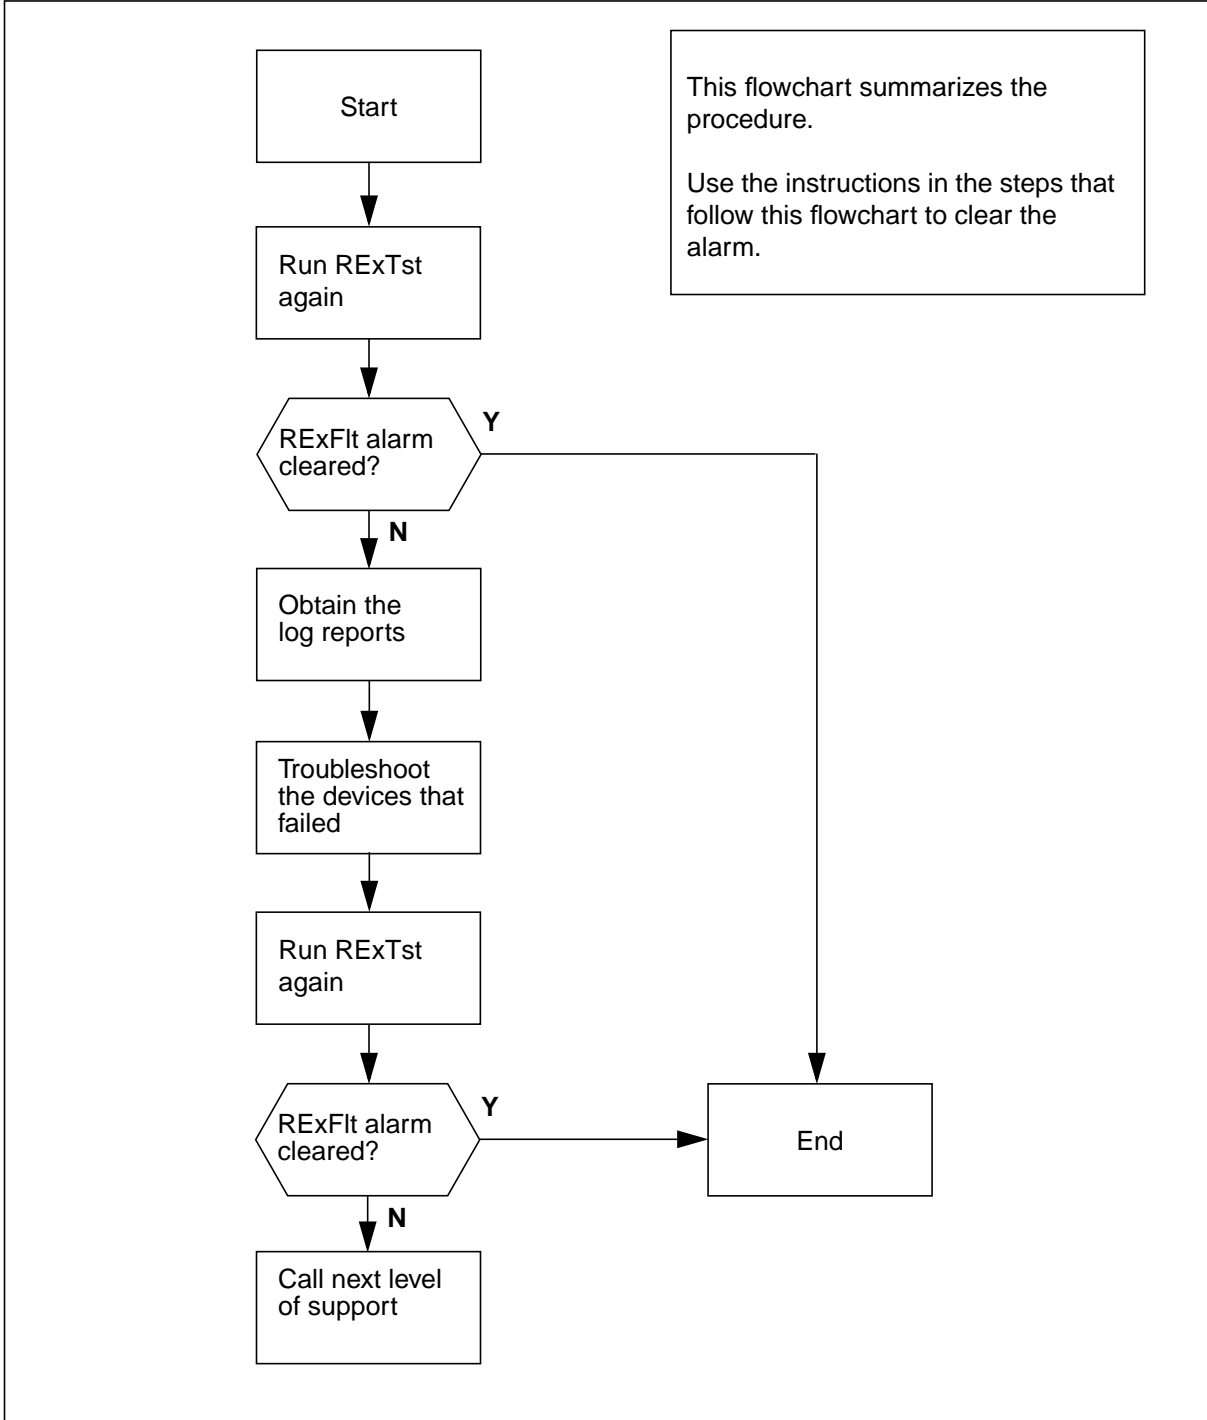 Start
This flowchart summarizes the
procedure.
Use the instructions in the steps that
follow this flowchart to clear the
alarm.
Run RExTst
again
RExFlt alarm
cleared?
Y
N
Obtain the
log reports
Troubleshoot
the devices that
failed
Run RExTst
again
RExFlt alarm
cleared?
Y
End
N
Call next level
of support